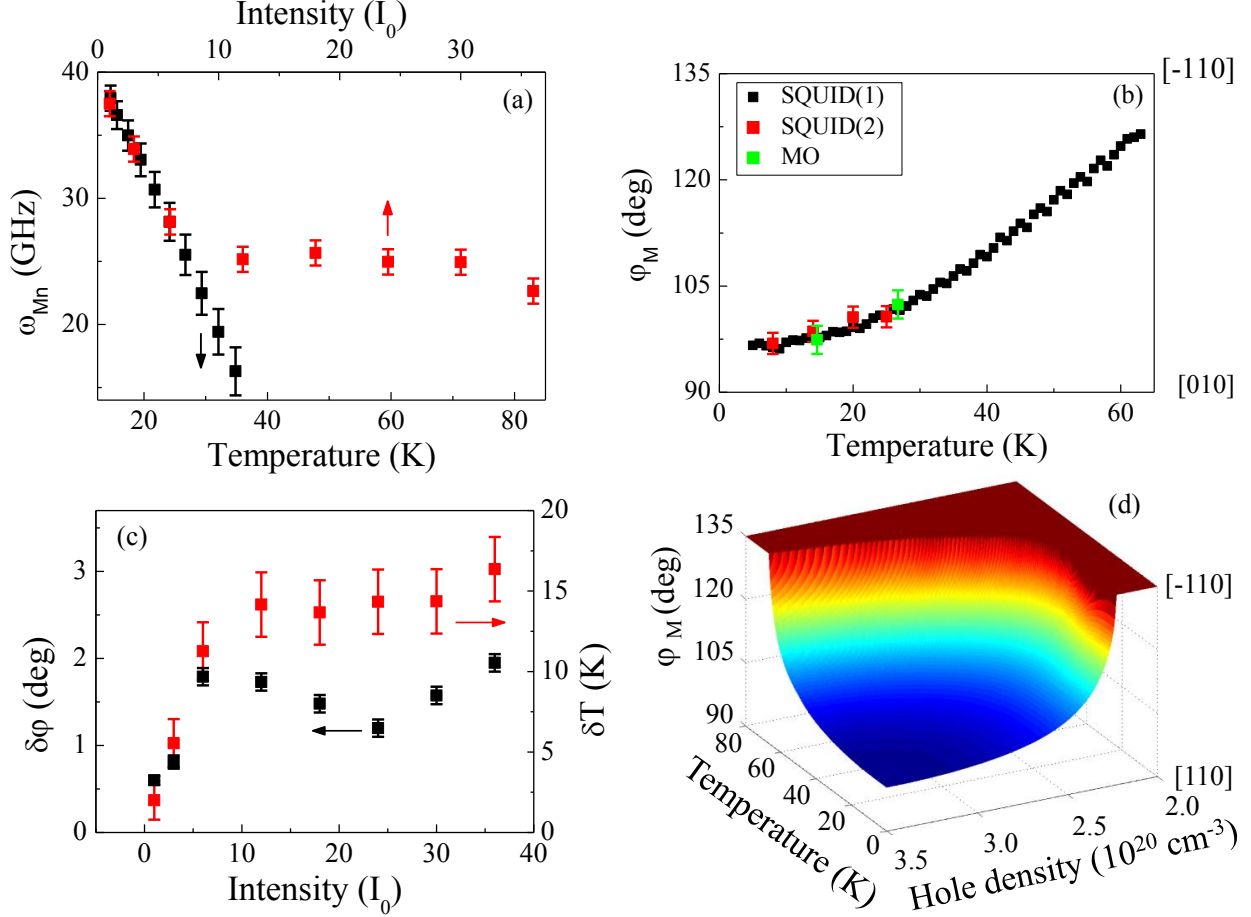 Intensity (I0)
1 10 20 30
40
30
20
ωMn (GHz)
(a)
20 40 60 80
Temperature (K)
135
120
105
90
φM (deg)
SQUID(1)
SQUID(2)
MO
(b)
[-110]
[010]
0 20 40 60
Temperature (K)
(c)
3
2
1
0
δφ (deg)
20
15
10
5
0
δT (K)
0 10 20 30 40
Intensity (I0)
(d)
135
120
105
90
φM (deg)
[-110]
[110]
80
60
40
20
0
Temperature (K)
3.5 3.0 2.5 2.0
Hole density (10^20 cm^-3)